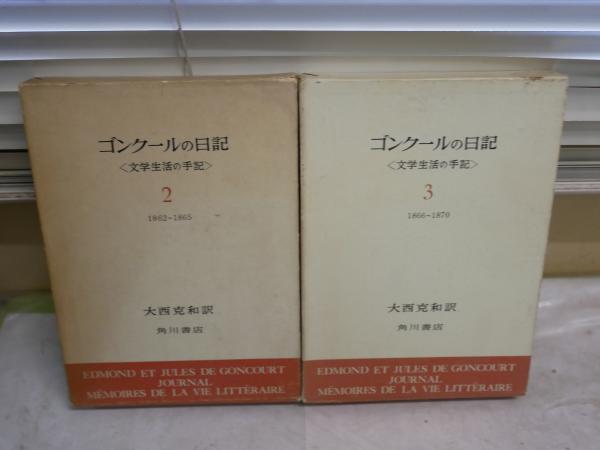 ゴンクールの日記
〈文学生活の手記〉
2
1862-1865
大西克和訳
角川書店
EDMOND ET JULES DE GONCOURT
JOURNAL
MÉMOIRES DE LA VIE LITTÉRAIRE
ゴンクールの日記
〈文学生活の手記〉
3
1866-1870
大西克和訳
角川書店
EDMOND ET JULES DE GONCOURT
JOURNAL
MÉMOIRES DE LA VIE LITTÉRAIRE